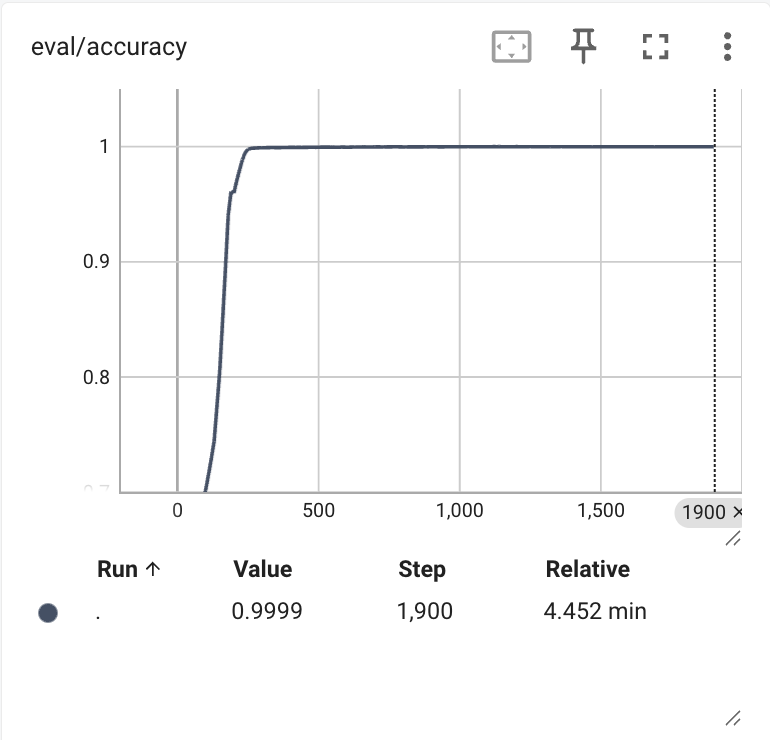 eval/accuracy
1
0.9
0.8
0 500 1,000 1,500 1900 ×
Run ↑ Value Step Relative
. 0.9999 1,900 4.452 min